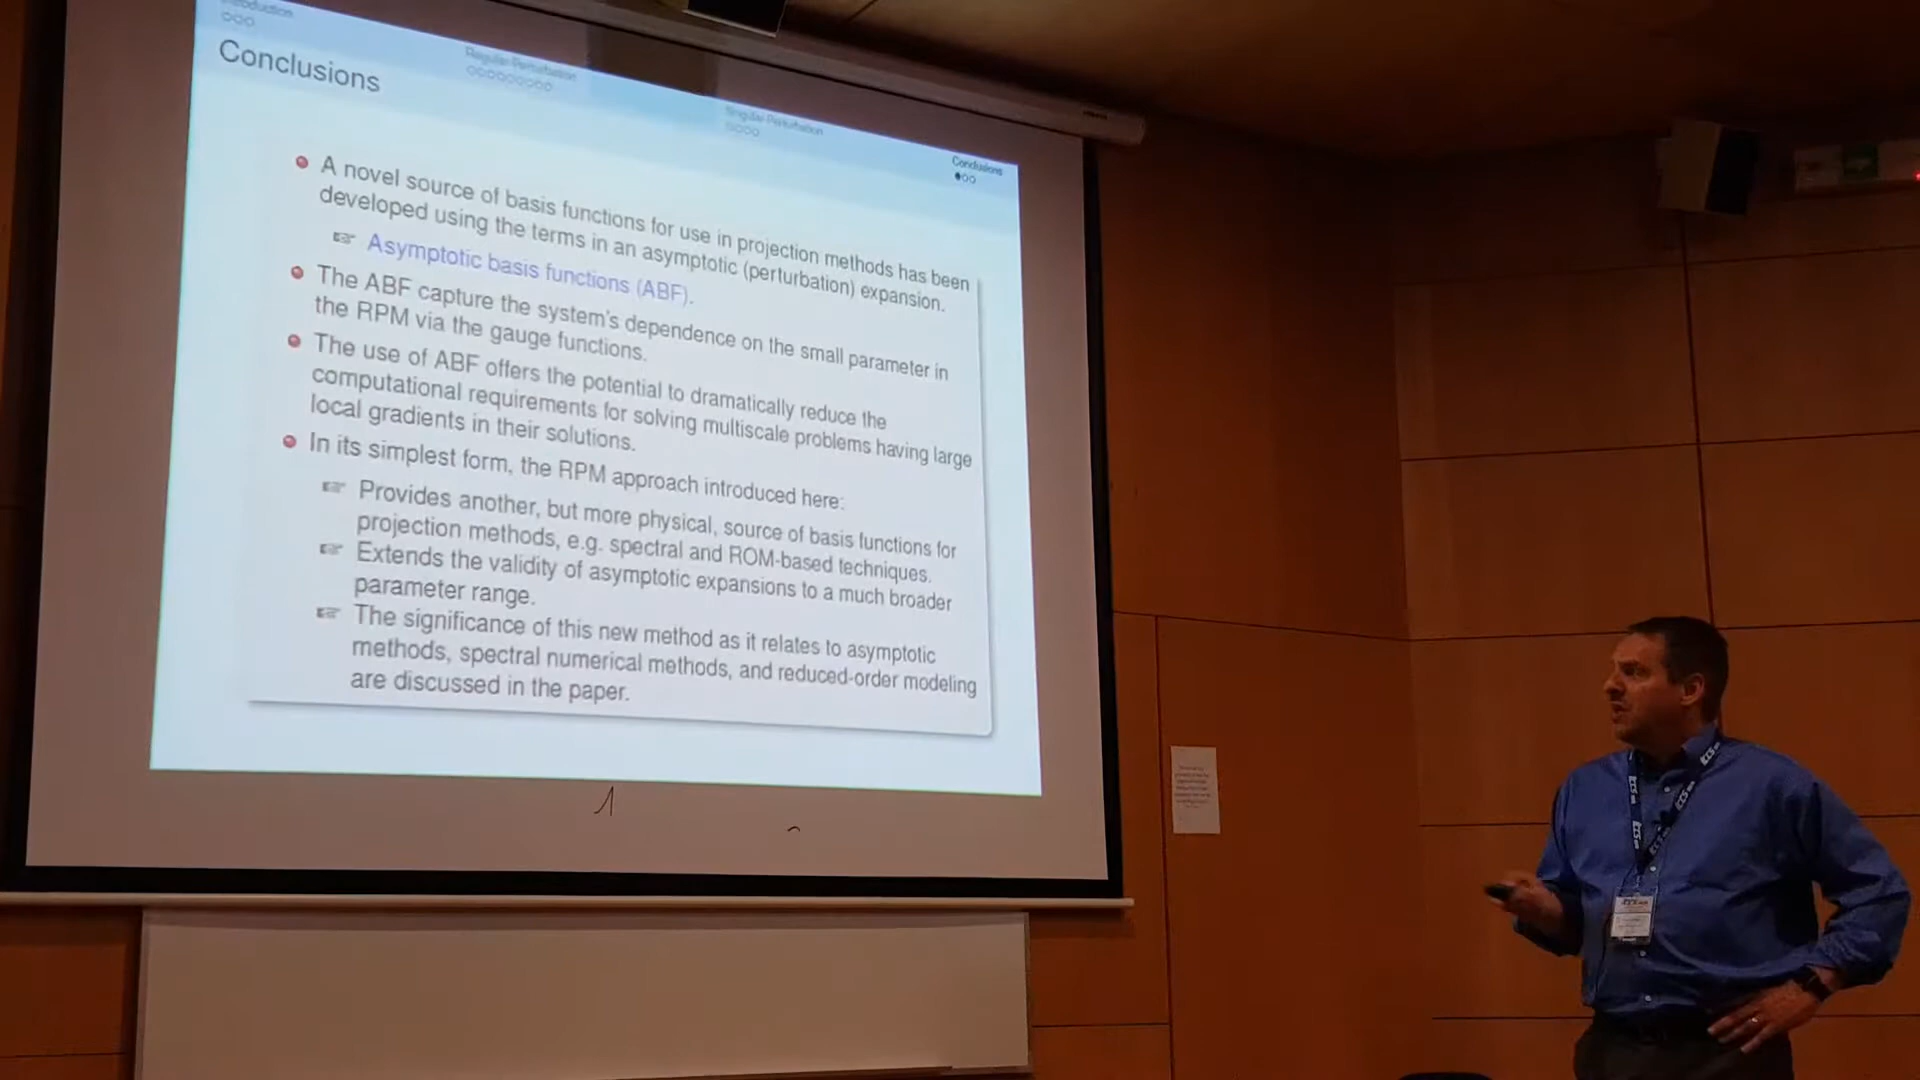 Introduction
Conclusions
Regular Perturbation
Singular Perturbation
Conclusions
A novel source of basis functions for use in projection methods has been
developed using the terms in an asymptotic (perturbation) expansion.
Asymptotic basis functions (ABF).
The ABF capture the system's dependence on the small parameter in
the RPM via the gauge functions.
The use of ABF offers the potential to dramatically reduce the
computational requirements for solving multiscale problems having large
local gradients in their solutions.
In its simplest form, the RPM approach introduced here:
Provides another, but more physical, source of basis functions for
projection methods, e.g. spectral and ROM-based techniques.
Extends the validity of asymptotic expansions to a much broader
parameter range.
The significance of this new method as it relates to asymptotic
methods, spectral numerical methods, and reduced-order modeling
are discussed in the paper.